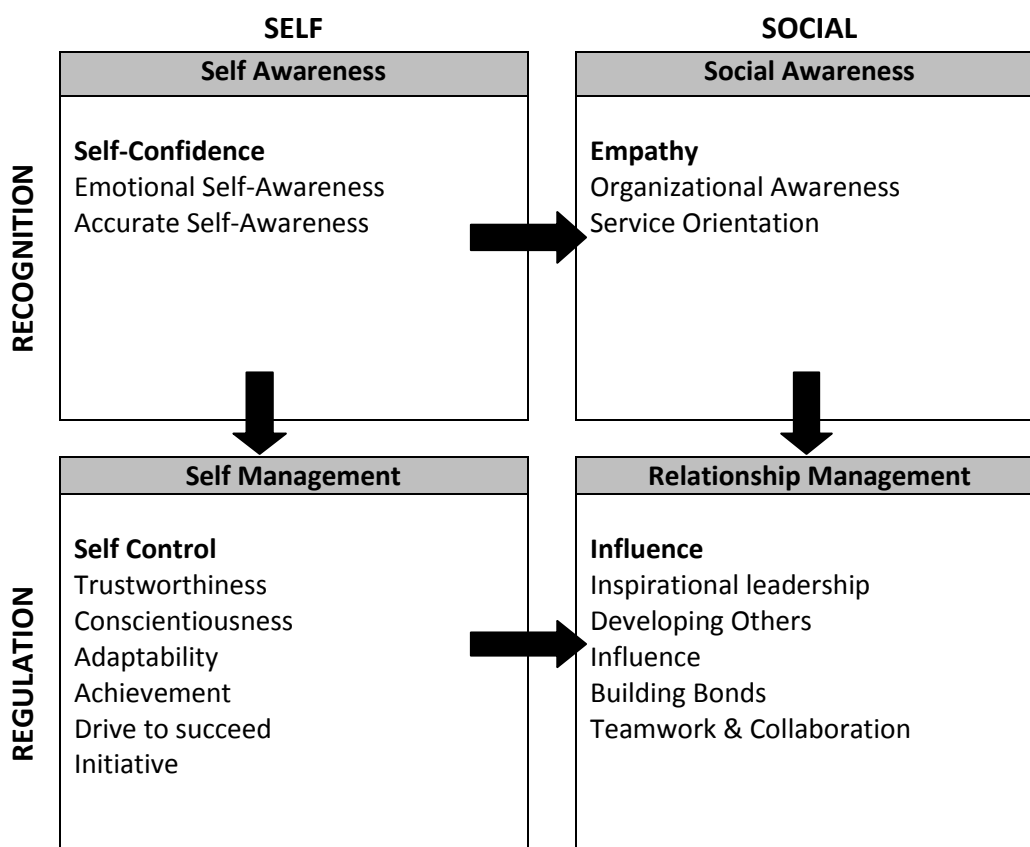 SELF
SOCIAL
RECOGNITION
Self Awareness
Self-Confidence
Emotional Self-Awareness
Accurate Self-Awareness
Social Awareness
Empathy
Organizational Awareness
Service Orientation
REGULATION
Self Management
Self Control
Trustworthiness
Conscientiousness
Adaptability
Achievement
Drive to succeed
Initiative
Relationship Management
Influence
Inspirational leadership
Developing Others
Influence
Building Bonds
Teamwork & Collaboration